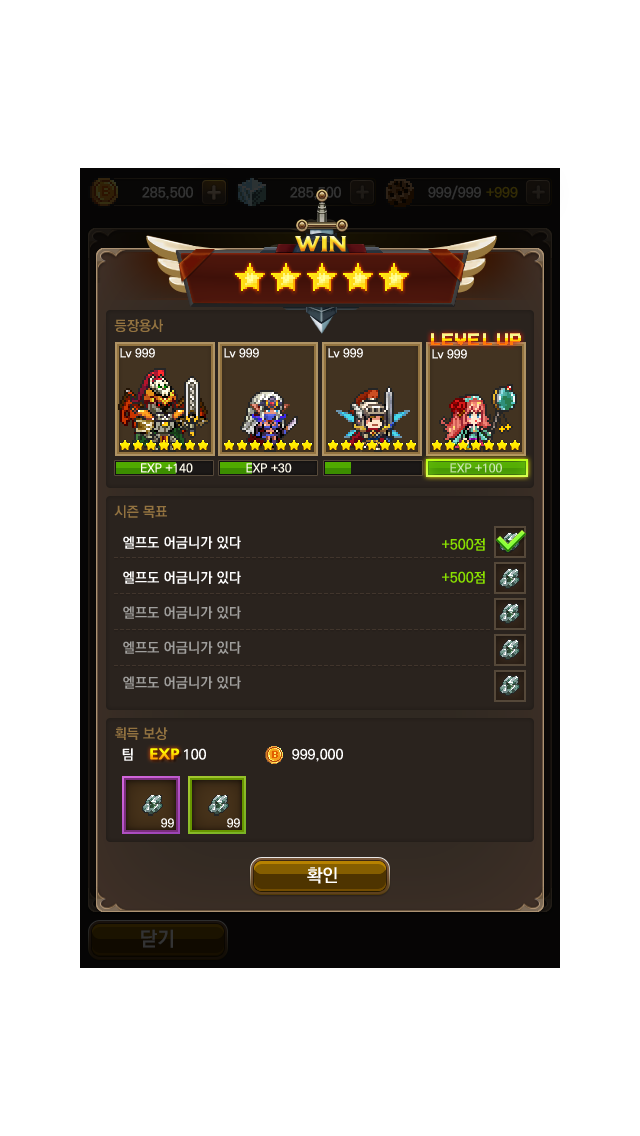 285,500 285,500 999/999 +999
WIN
등장용사
LEVEL UP
Lv 999 Lv 999 Lv 999 Lv 999
EXP +140 EXP +30 EXP +100
시즌 목표
엘프도 어금니가 있다 +500점
엘프도 어금니가 있다 +500점
엘프도 어금니가 있다
엘프도 어금니가 있다
엘프도 어금니가 있다
획득 보상
팀 EXP 100 999,000
99 99
확인
닫기